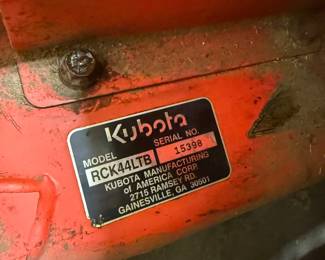 Kubota
MODEL SERIAL NO.
RCK44LTB 15398
KUBOTA MANUFACTURING
of AMERICA CORP.
2715 RAMSEY RD.
GAINESVILLE, GA 30501